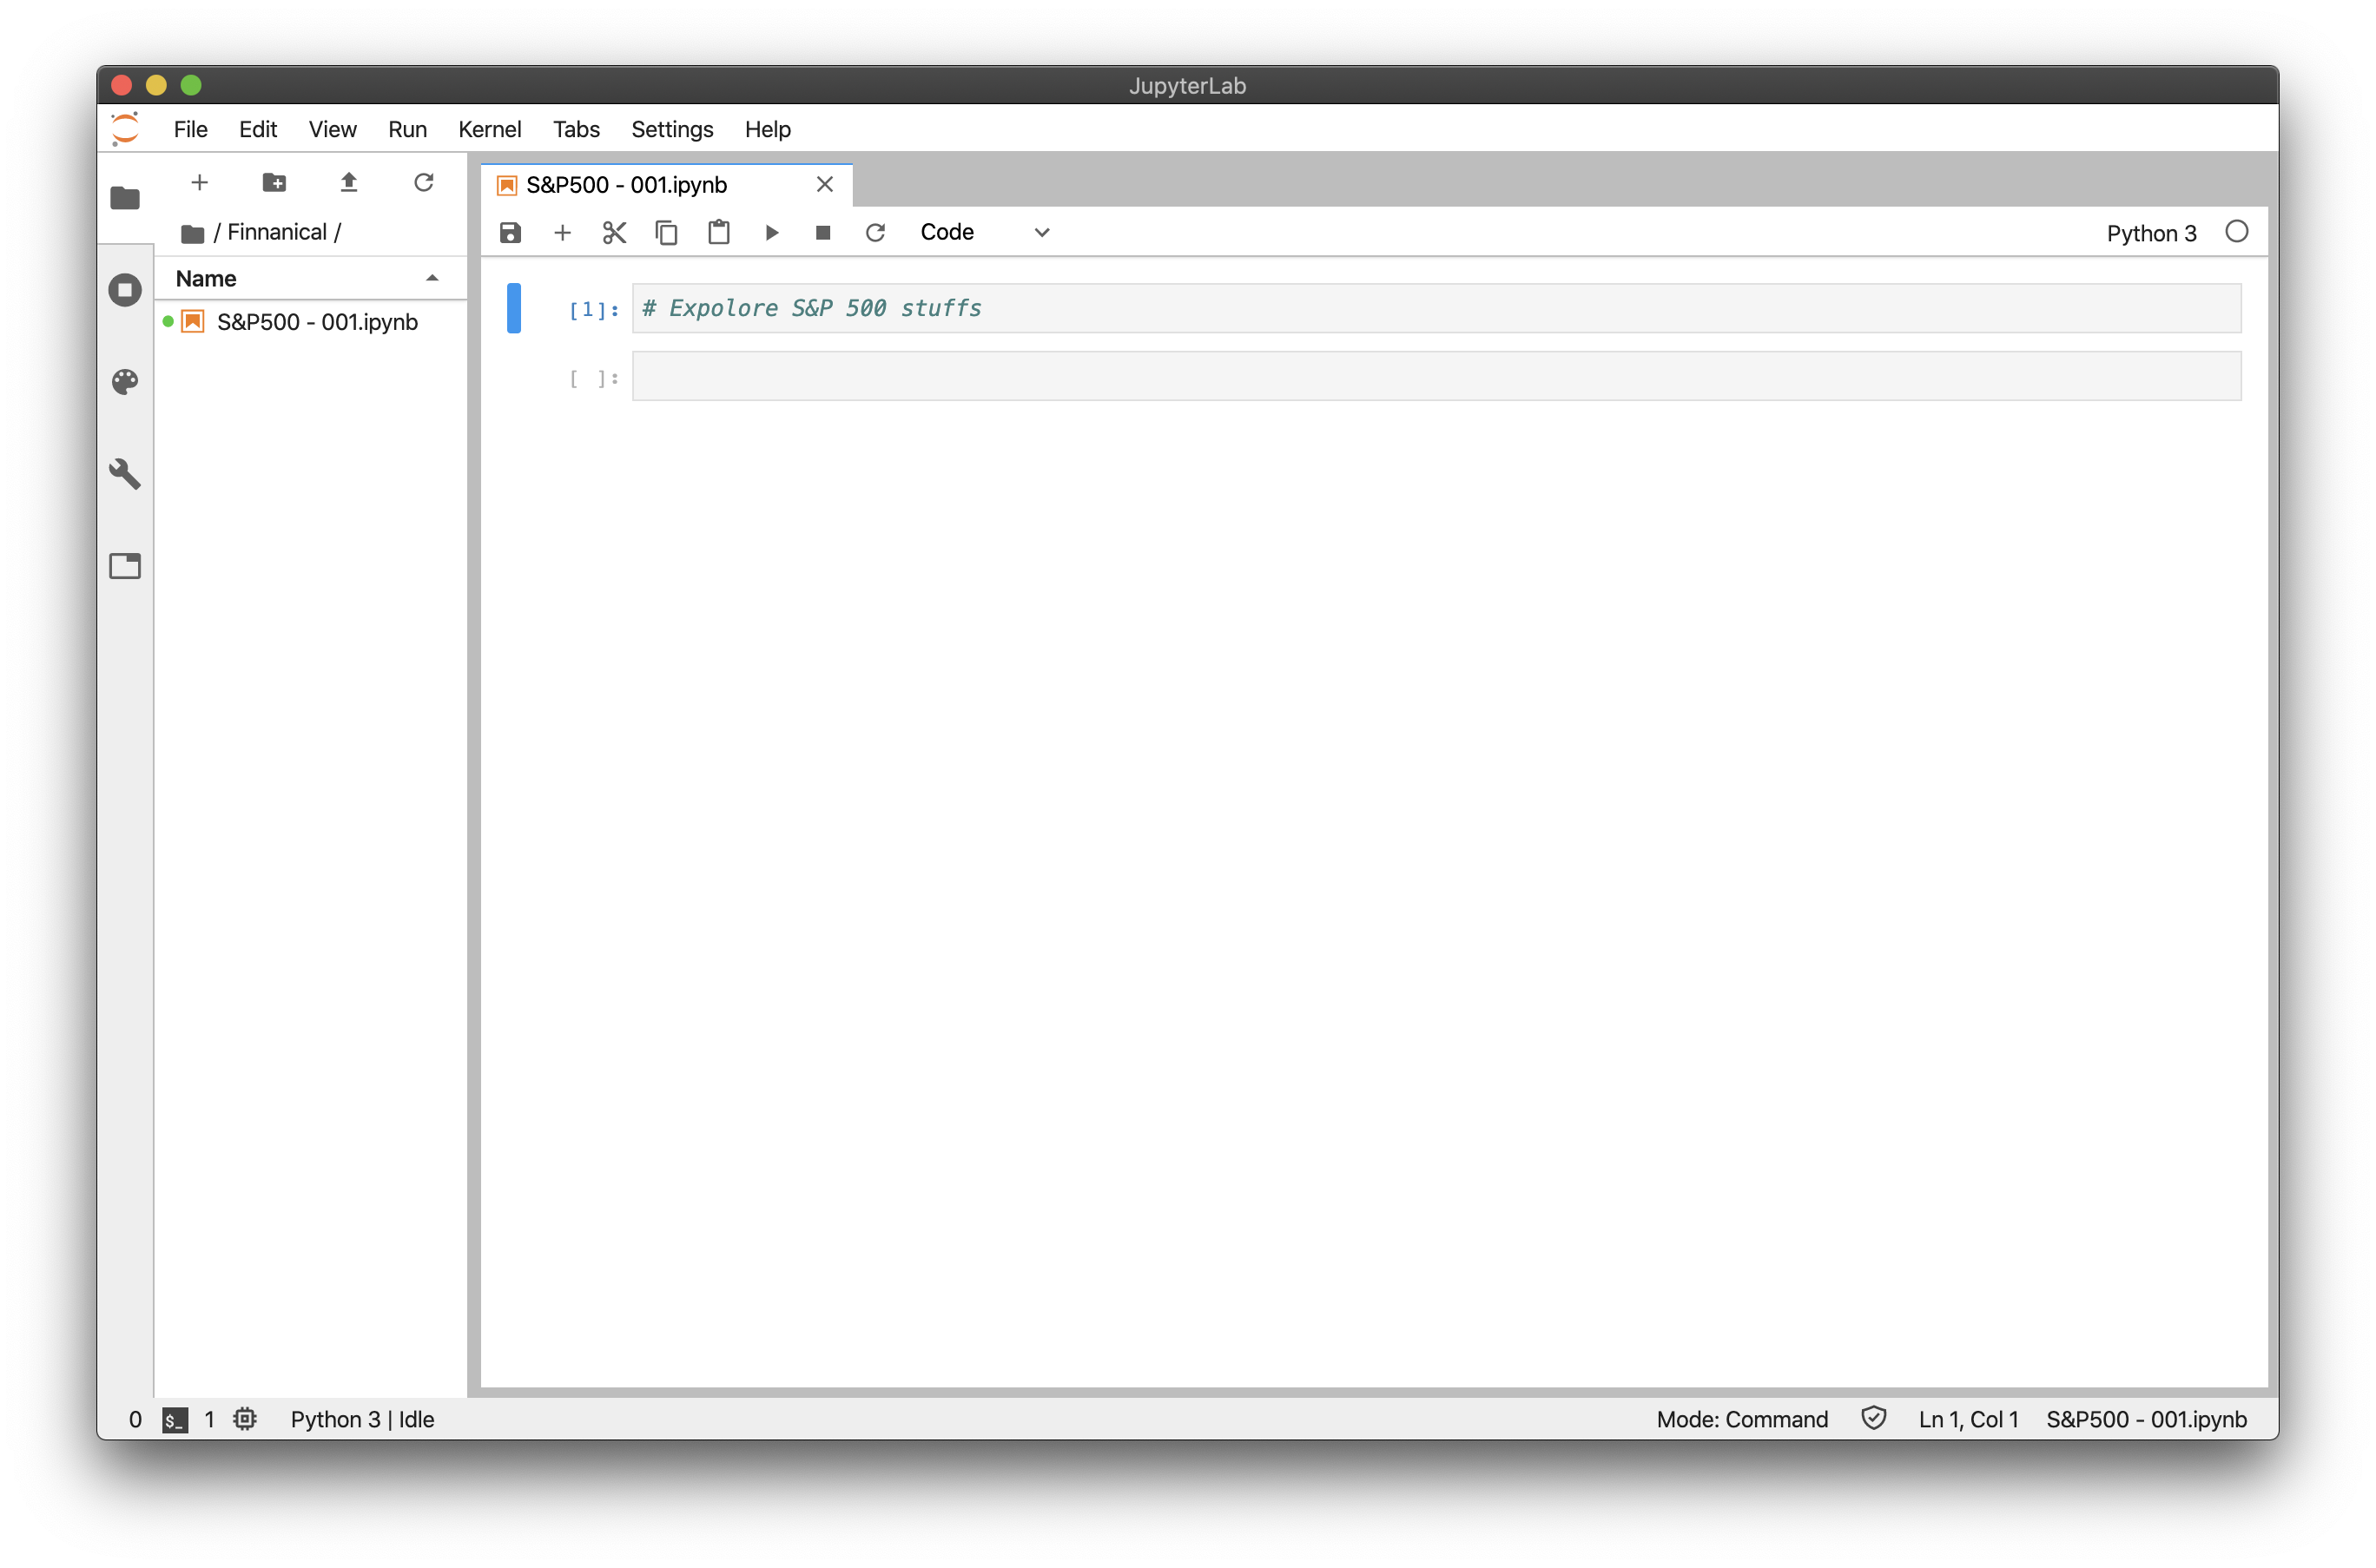 JupyterLab
File Edit View Run Kernel Tabs Settings Help
S&P500 - 001.ipynb
/ Finnanical /
Code
Python 3
Name
S&P500 - 001.ipynb
[1]: # Expolore S&P 500 stuffs
[ ]:
0 $_ 1 Python 3 | Idle
Mode: Command Ln 1, Col 1 S&P500 - 001.ipynb